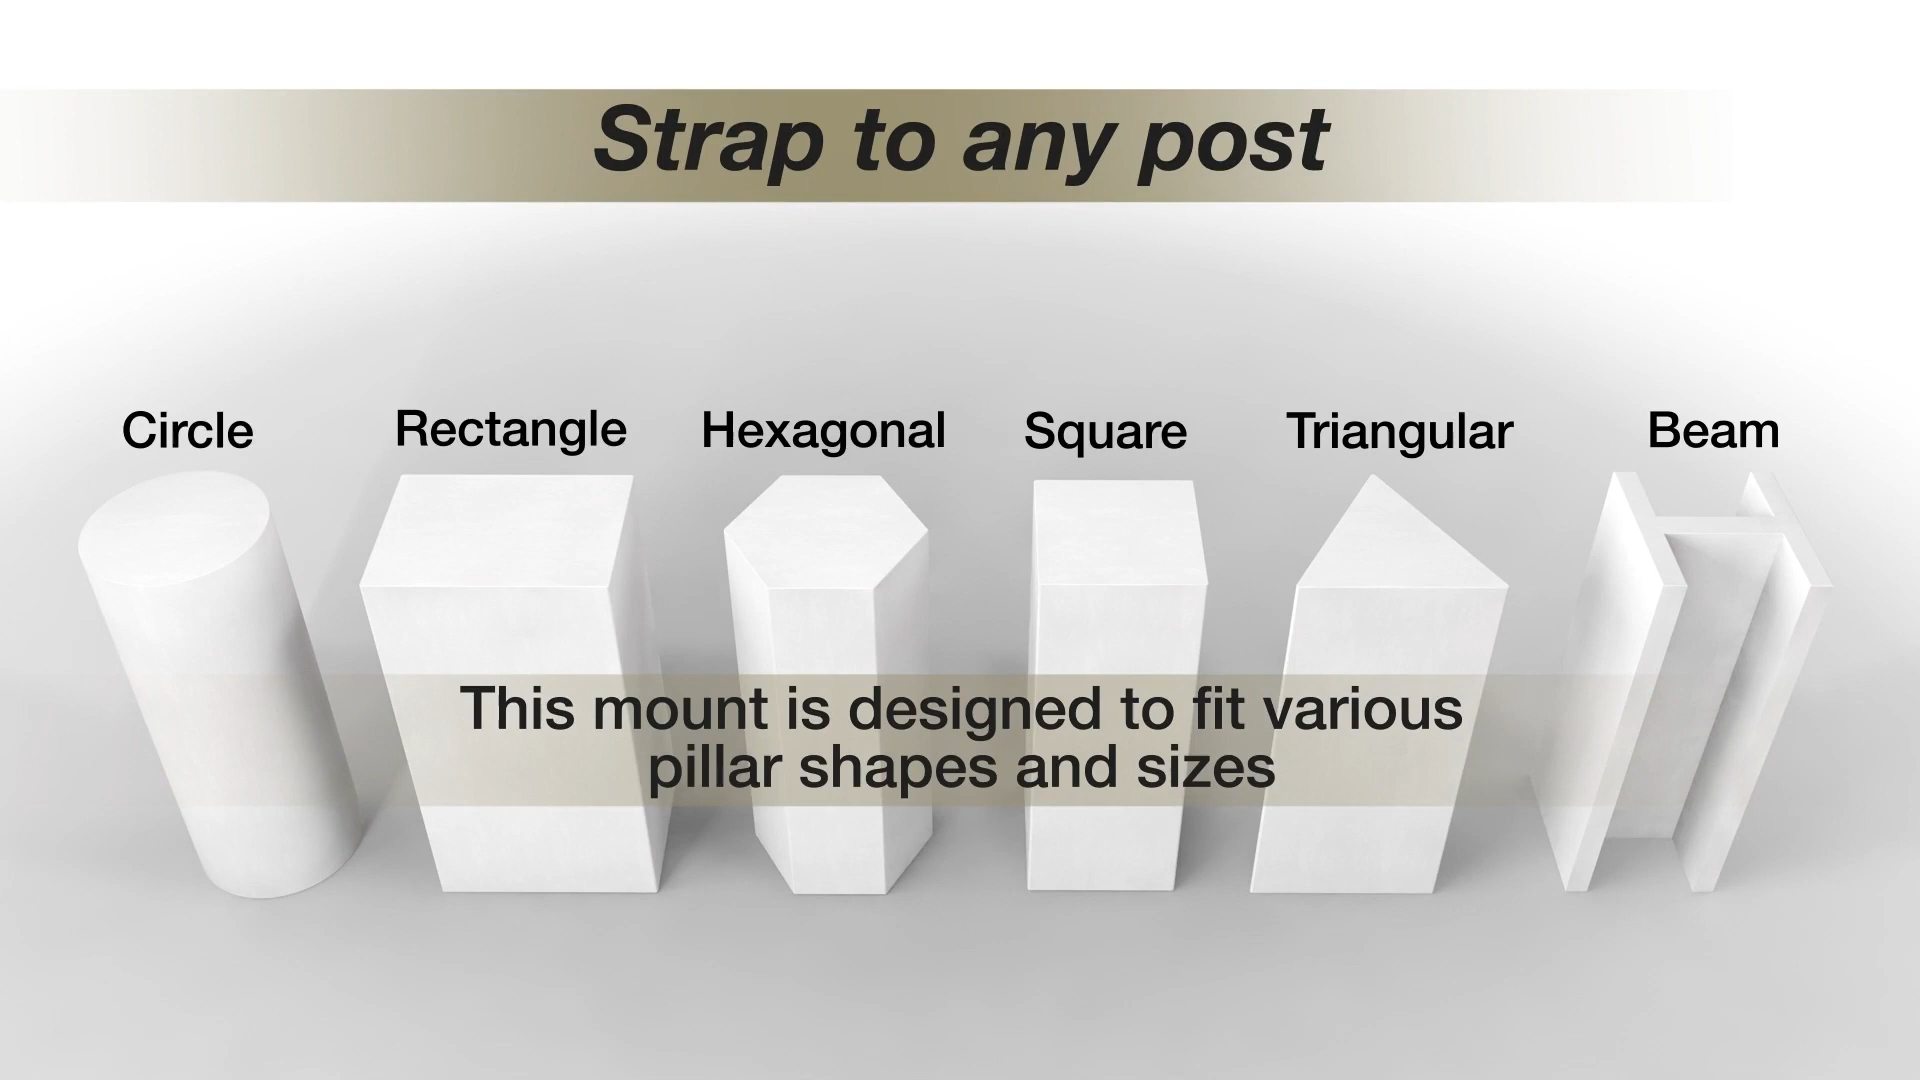 Strap to any post
Circle
Rectangle
Hexagonal
Square
Triangular
Beam
This mount is designed to fit various
pillar shapes and sizes